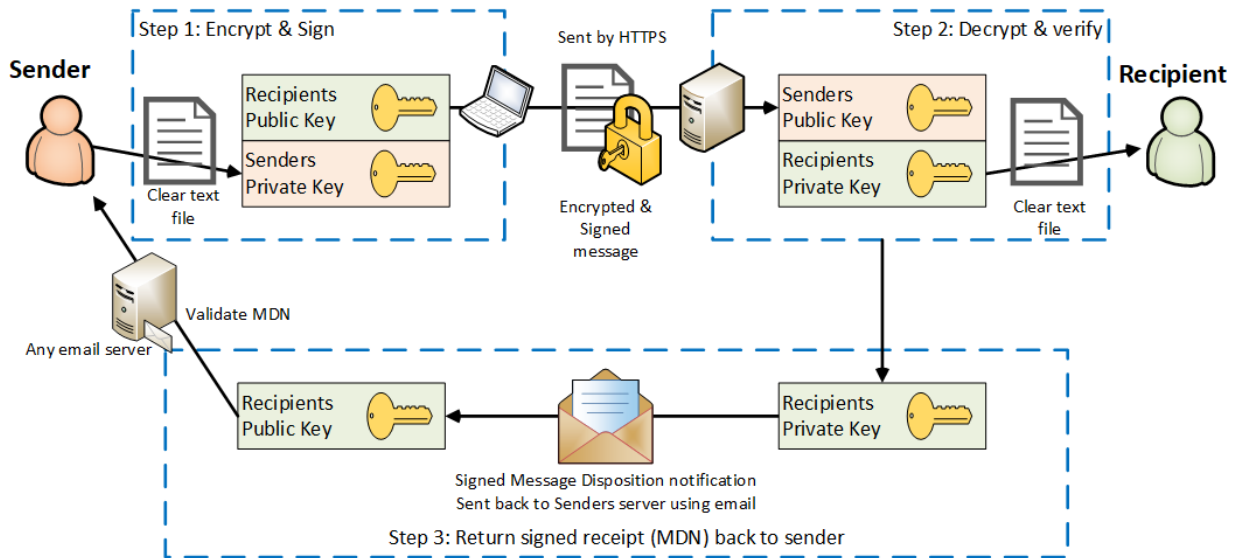 Step 1: Encrypt & Sign
Sent by HTTPS
Step 2: Decrypt & verify
Sender
Recipient
Recipients
Public Key
Senders
Private Key
Clear text
file
Encrypted &
Signed
message
Senders
Public Key
Recipients
Private Key
Clear text
file
Validate MDN
Any email server
Recipients
Public Key
Recipients
Private Key
Signed Message Disposition notification
Sent back to Senders server using email
Step 3: Return signed receipt (MDN) back to sender